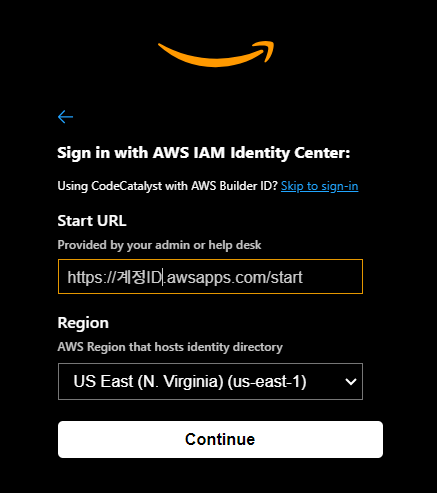 Sign in with AWS IAM Identity Center:
Using CodeCatalyst with AWS Builder ID? Skip to sign-in
Start URL
Provided by your admin or help desk
https://계정ID.awsapps.com/start
Region
AWS Region that hosts identity directory
US East (N. Virginia) (us-east-1)
Continue